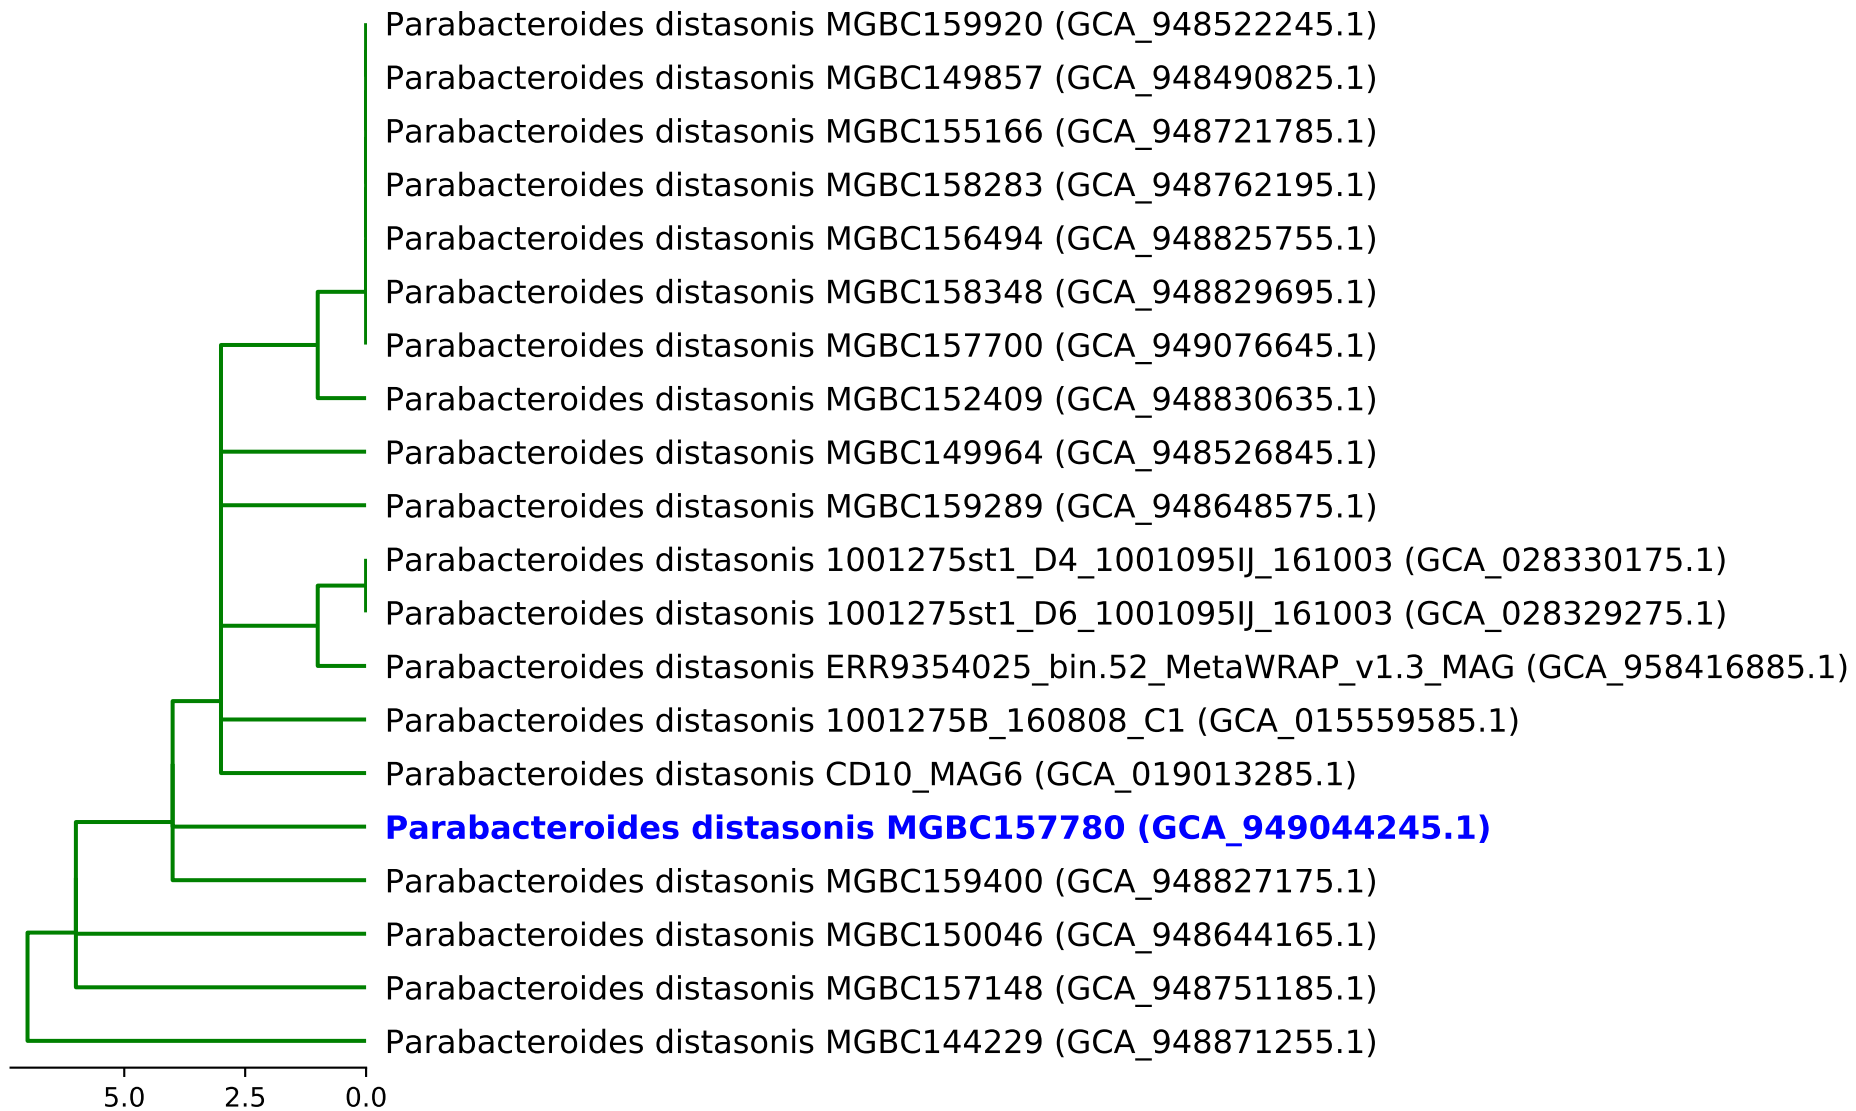 Parabacteroides distasonis MGBC159920 (GCA_948522245.1)
Parabacteroides distasonis MGBC149857 (GCA_948490825.1)
Parabacteroides distasonis MGBC155166 (GCA_948721785.1)
Parabacteroides distasonis MGBC158283 (GCA_948762195.1)
Parabacteroides distasonis MGBC156494 (GCA_948825755.1)
Parabacteroides distasonis MGBC158348 (GCA_948829695.1)
Parabacteroides distasonis MGBC157700 (GCA_949076645.1)
Parabacteroides distasonis MGBC152409 (GCA_948830635.1)
Parabacteroides distasonis MGBC149964 (GCA_948526845.1)
Parabacteroides distasonis MGBC159289 (GCA_948648575.1)
Parabacteroides distasonis 1001275st1_D4_1001095IJ_161003 (GCA_028330175.1)
Parabacteroides distasonis 1001275st1_D6_1001095IJ_161003 (GCA_028329275.1)
Parabacteroides distasonis ERR9354025_bin.52_MetaWRAP_v1.3_MAG (GCA_958416885.1)
Parabacteroides distasonis 1001275B_160808_C1 (GCA_015559585.1)
Parabacteroides distasonis CD10_MAG6 (GCA_019013285.1)
Parabacteroides distasonis MGBC157780 (GCA_949044245.1)
Parabacteroides distasonis MGBC159400 (GCA_948827175.1)
Parabacteroides distasonis MGBC150046 (GCA_948644165.1)
Parabacteroides distasonis MGBC157148 (GCA_948751185.1)
Parabacteroides distasonis MGBC144229 (GCA_948871255.1)
5.0 2.5 0.0